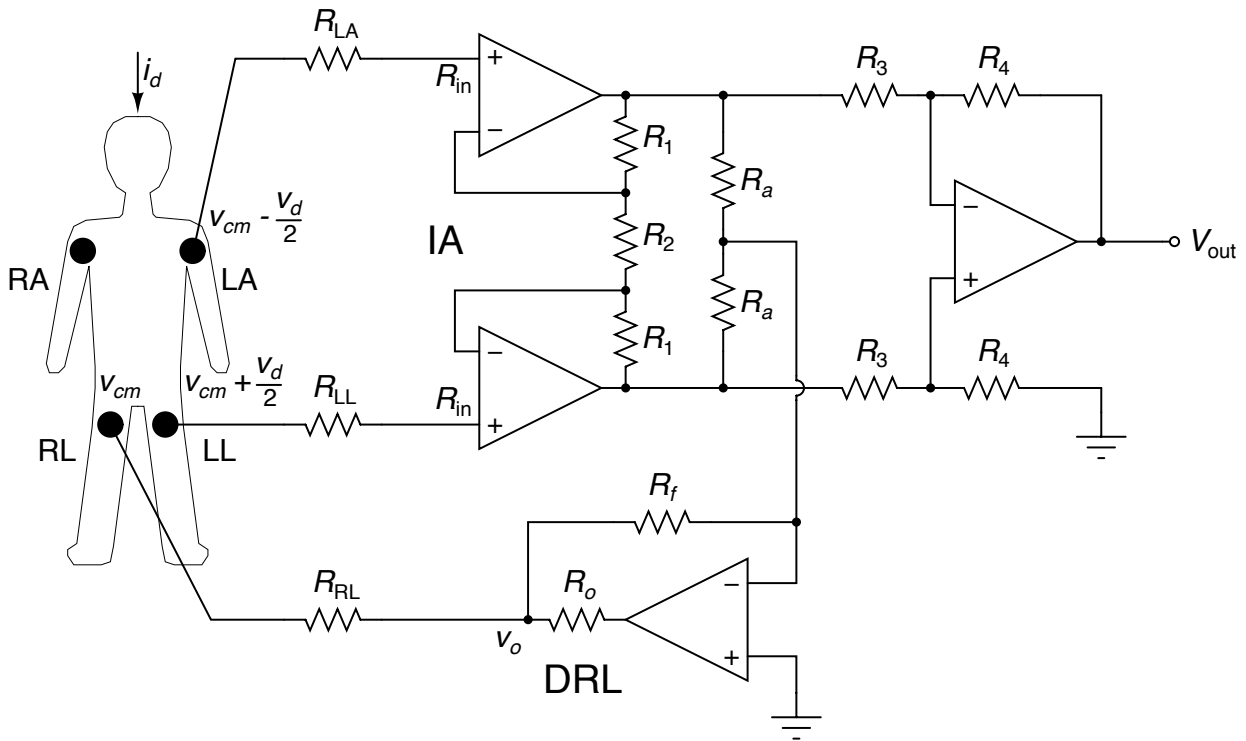 R_LA
R_3
R_4
i_d
+
R_in
−
R_1
R_a
v_cm - v_d/2
IA
R_2
−
V_out
RA
LA
R_a
+
−
R_1
v_cm
v_cm + v_d/2
R_LL
R_in
+
R_3
R_4
RL
LL
R_f
R_RL
R_o
−
v_o
+
DRL